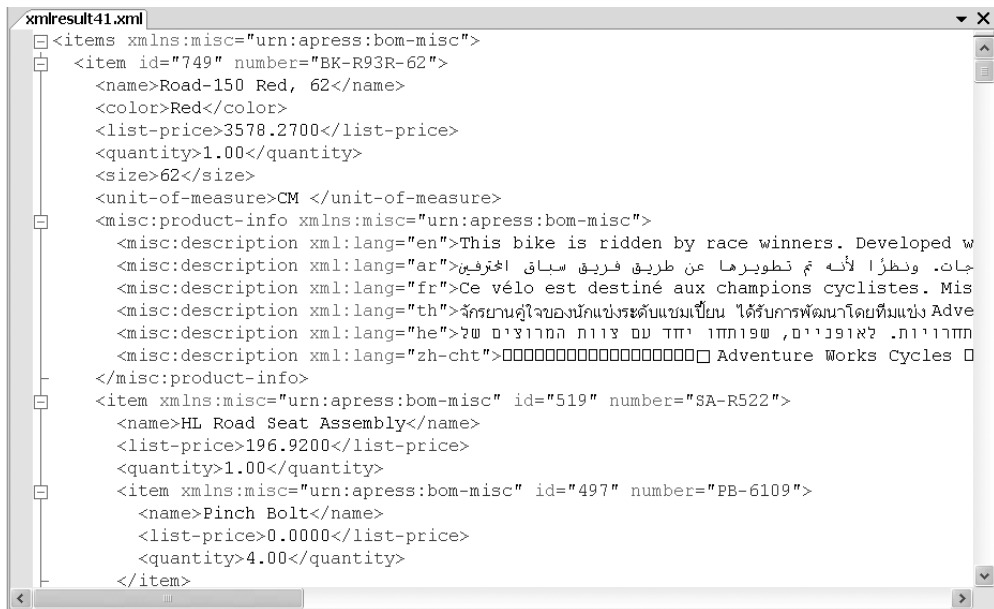 xmlresult41.xml
<items xmlns:misc="urn:apress:bom-misc">
<item id="749" number="BK-R93R-62">
<name>Road-150 Red, 62</name>
<color>Red</color>
<list-price>3578.2700</list-price>
<quantity>1.00</quantity>
<size>62</size>
<unit-of-measure>CM </unit-of-measure>
<misc:product-info xmlns:misc="urn:apress:bom-misc">
<misc:description xml:lang="en">This bike is ridden by race winners. Developed w
<misc:description xml:lang="ar">جات. ونظرًا لأنه تم تطويرها عن طريق فريق سباق المحترفين
<misc:description xml:lang="fr">Ce vélo est destiné aux champions cyclistes. Mis
<misc:description xml:lang="th">จักรยานคู่ใจของนักแข่งระดับแชมเปี้ยน ได้รับการพัฒนาโดยทีมแข่ง Adve
<misc:description xml:lang="he">תחרויות. לאופניים, שפותחו יחד עם צוות המרוצים של
<misc:description xml:lang="zh-cht"> Adventure Works Cycles
</misc:product-info>
<item xmlns:misc="urn:apress:bom-misc" id="519" number="SA-R522">
<name>HL Road Seat Assembly</name>
<list-price>196.9200</list-price>
<quantity>1.00</quantity>
<item xmlns:misc="urn:apress:bom-misc" id="497" number="PB-6109">
<name>Pinch Bolt</name>
<list-price>0.0000</list-price>
<quantity>4.00</quantity>
</item>